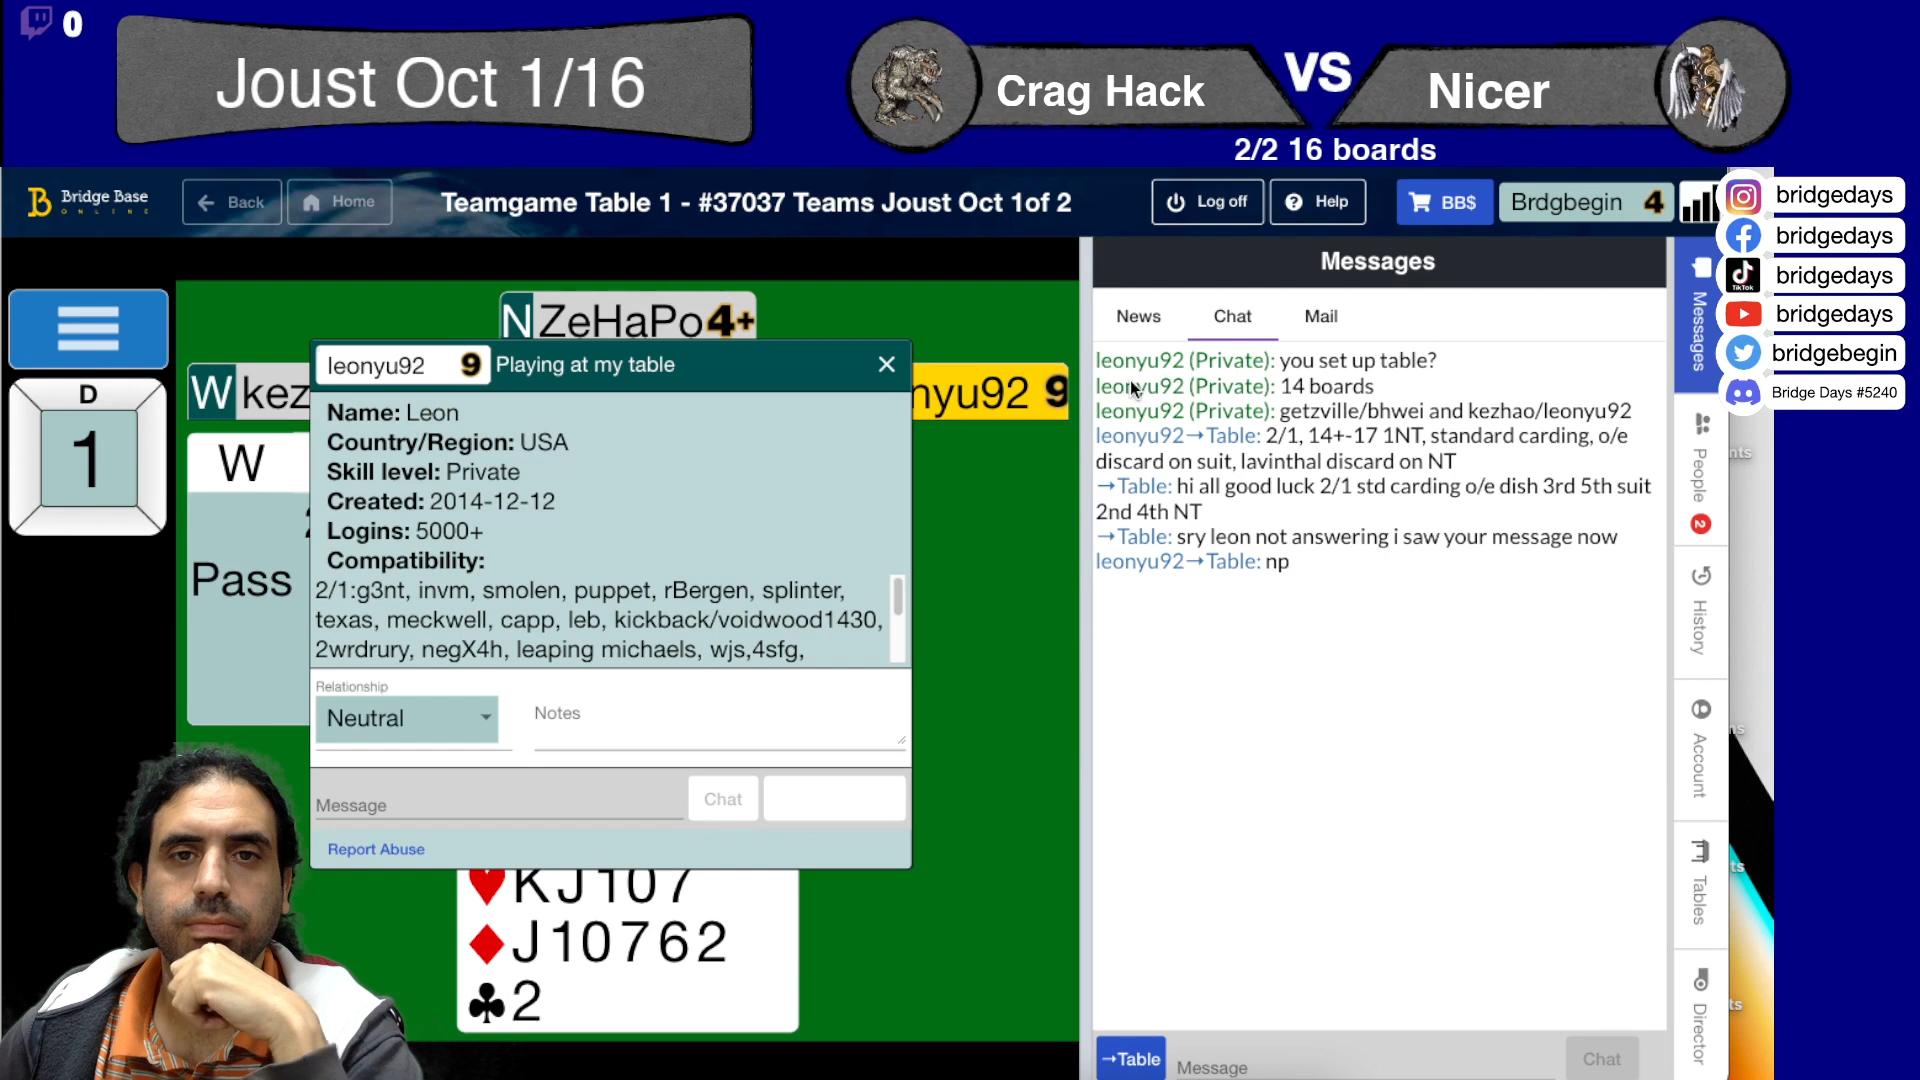 0
Joust Oct 1/16
Crag Hack
VS
Nicer
2/2 16 boards
Bridge Base
ONLINE
Back
Home
Teamgame Table 1 - #37037 Teams Joust Oct 1of 2
Log off
Help
BB$
Brdgbegin 4
bridgedays
bridgedays
bridgedays
bridgedays
bridgebegin
Bridge Days #5240
TikTok
D
1
N ZeHaPo 4+
W kez
nyu92 9
W
Pass
leonyu92 9 Playing at my table
Name: Leon
Country/Region: USA
Skill level: Private
Created: 2014-12-12
Logins: 5000+
Compatibility:
2/1:g3nt, invm, smolen, puppet, rBergen, splinter,
texas, meckwell, capp, leb, kickback/voidwood1430,
2wrdrury, negX4h, leaping michaels, wjs,4sfg,
Relationship
Neutral
Notes
Message
Chat
Report Abuse
♥KJ107
♦J10762
♣2
Messages
News
Chat
Mail
leonyu92 (Private): you set up table?
leonyu92 (Private): 14 boards
leonyu92 (Private): getzville/bhwei and kezhao/leonyu92
leonyu92→Table: 2/1, 14+-17 1NT, standard carding, o/e
discard on suit, lavinthal discard on NT
→Table: hi all good luck 2/1 std carding o/e dish 3rd 5th suit
2nd 4th NT
→Table: sry leon not answering i saw your message now
leonyu92→Table: np
→Table
Message
Chat
Messages
People 2
History
Account
Tables
Director
nts
ns
ts
ts